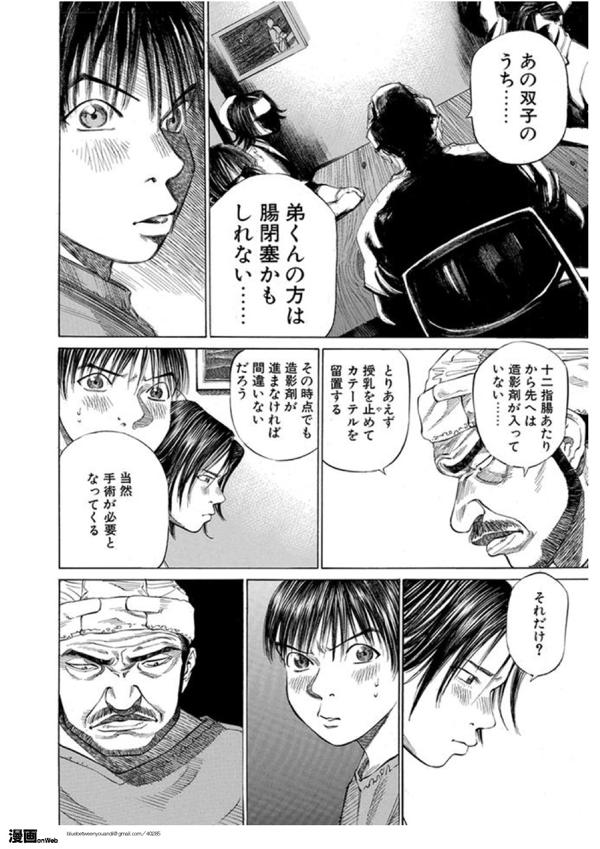 あの双子の
うち……
弟くんの方は
腸閉塞かも
しれない……
十二指腸あたり
から先へは
造影剤が入って
いない……
とりあえず
授乳を止めて
カテーテルを
留置する
その時点でも
造影剤が
進まなければ
間違いない
だろう
当然
手術が必要と
なってくる
それだけ？
漫画onWeb
bluebetweenyouandi@gmail.com/40285